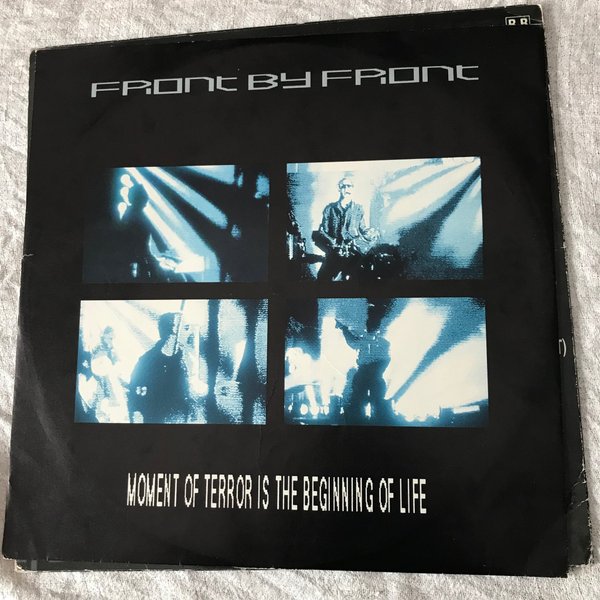 FRONT BY FRONT
MOMENT OF TERROR IS THE BEGINNING OF LIFE